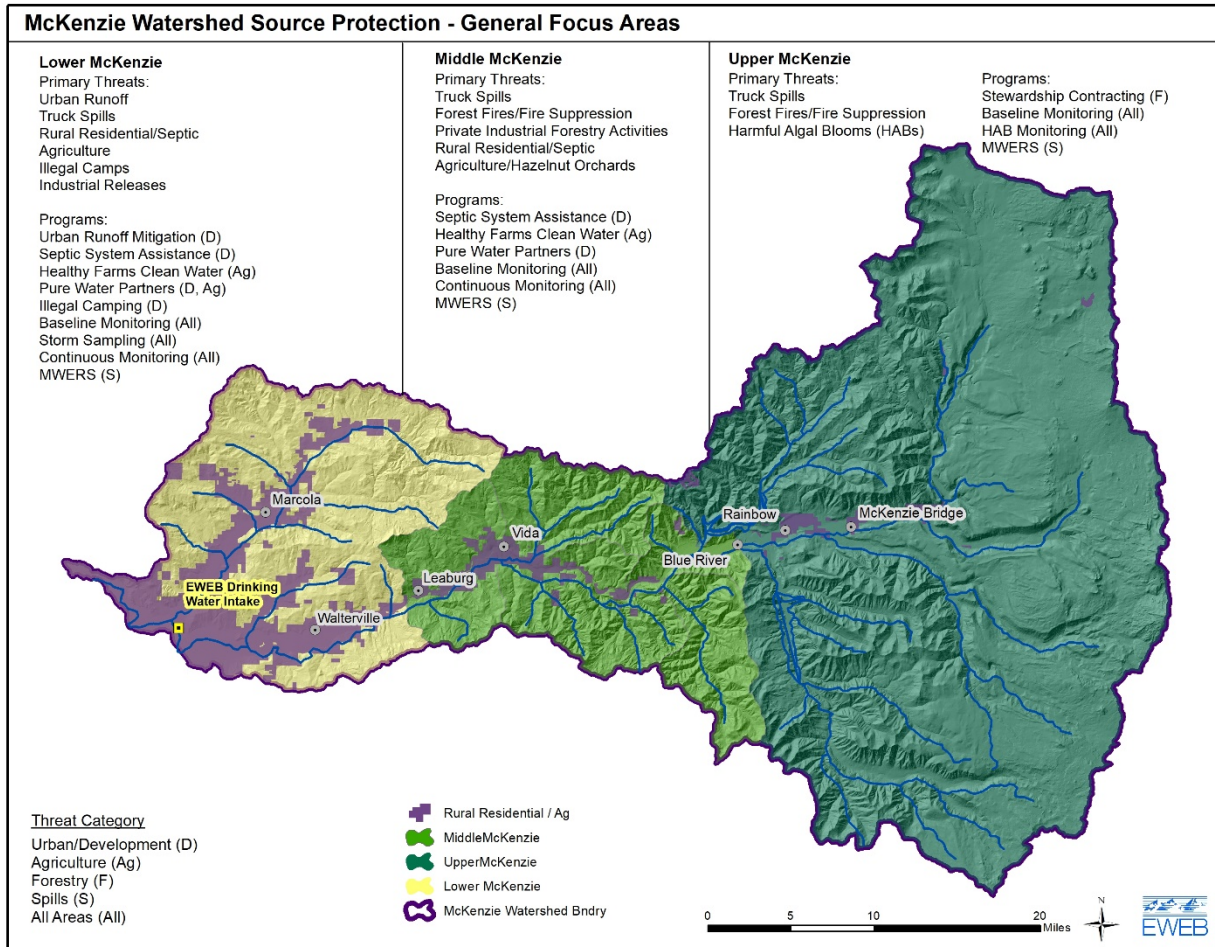 McKenzie Watershed Source Protection - General Focus Areas
Lower McKenzie
Primary Threats:
Urban Runoff
Truck Spills
Rural Residential/Septic
Agriculture
Illegal Camps
Industrial Releases
Programs:
Urban Runoff Mitigation (D)
Septic System Assistance (D)
Healthy Farms Clean Water (Ag)
Pure Water Partners (D, Ag)
Illegal Camping (D)
Baseline Monitoring (All)
Storm Sampling (All)
Continuous Monitoring (All)
MWERS (S)
Middle McKenzie
Primary Threats:
Truck Spills
Forest Fires/Fire Suppression
Private Industrial Forestry Activities
Rural Residential/Septic
Agriculture/Hazelnut Orchards
Programs:
Septic System Assistance (D)
Healthy Farms Clean Water (Ag)
Pure Water Partners (D)
Baseline Monitoring (All)
Continuous Monitoring (All)
MWERS (S)
Upper McKenzie
Primary Threats:
Truck Spills
Forest Fires/Fire Suppression
Harmful Algal Blooms (HABs)
Programs:
Stewardship Contracting (F)
Baseline Monitoring (All)
HAB Monitoring (All)
MWERS (S)
Marcola
Vida
Rainbow
McKenzie Bridge
Blue River
Leaburg
EWEB Drinking
Water Intake
Walterville
Threat Category
Urban/Development (D)
Agriculture (Ag)
Forestry (F)
Spills (S)
All Areas (All)
Rural Residential / Ag
MiddleMcKenzie
UpperMcKenzie
Lower McKenzie
McKenzie Watershed Bndry
0 5 10 20
Miles
N
EWEB